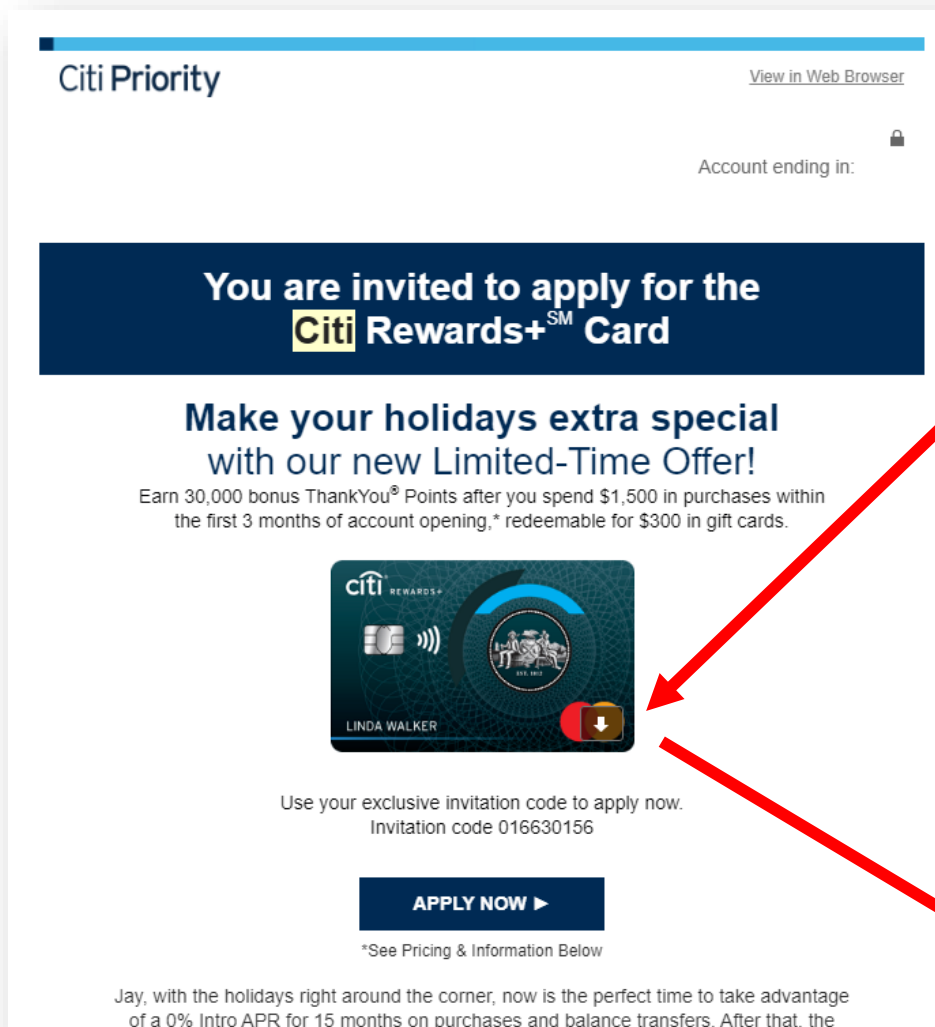 Citi Priority
View in Web Browser
Account ending in:
You are invited to apply for the
Citi Rewards+℠ Card
Make your holidays extra special
with our new Limited-Time Offer!
Earn 30,000 bonus ThankYou® Points after you spend $1,500 in purchases within
the first 3 months of account opening,* redeemable for $300 in gift cards.
citi REWARDS+
EST. 1812
LINDA WALKER
Use your exclusive invitation code to apply now.
Invitation code 016630156
APPLY NOW ►
*See Pricing & Information Below
Jay, with the holidays right around the corner, now is the perfect time to take advantage
of a 0% Intro APR for 15 months on purchases and balance transfers. After that, the